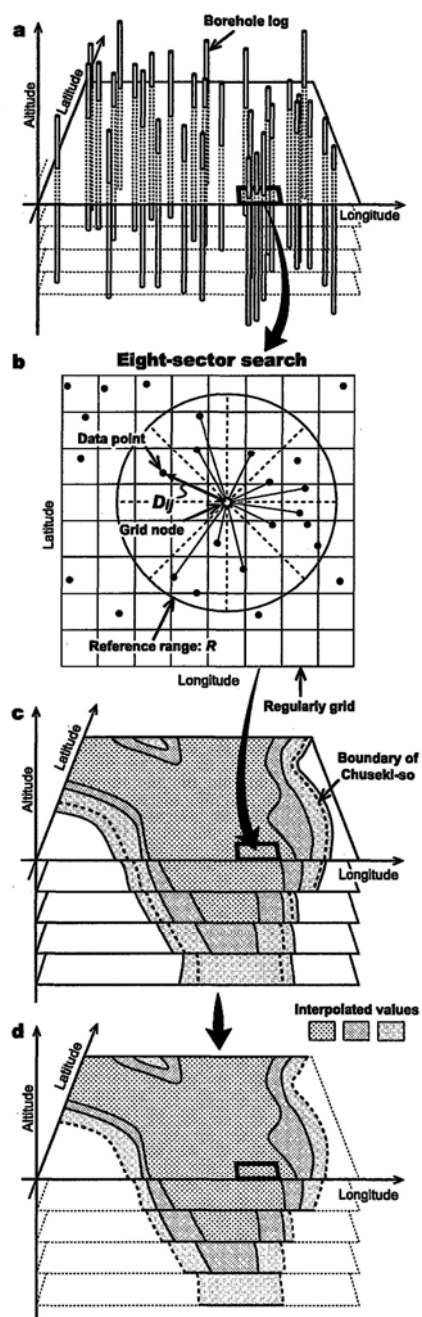 a
Borehole log
Altitude
Latitude
Longitude
b
Eight-sector search
Data point
Dij
Grid node
Latitude
Reference range: R
Longitude
Regularly grid
c
Altitude
Latitude
Boundary of
Chuseki-so
Longitude
Interpolated values
d
Altitude
Latitude
Longitude